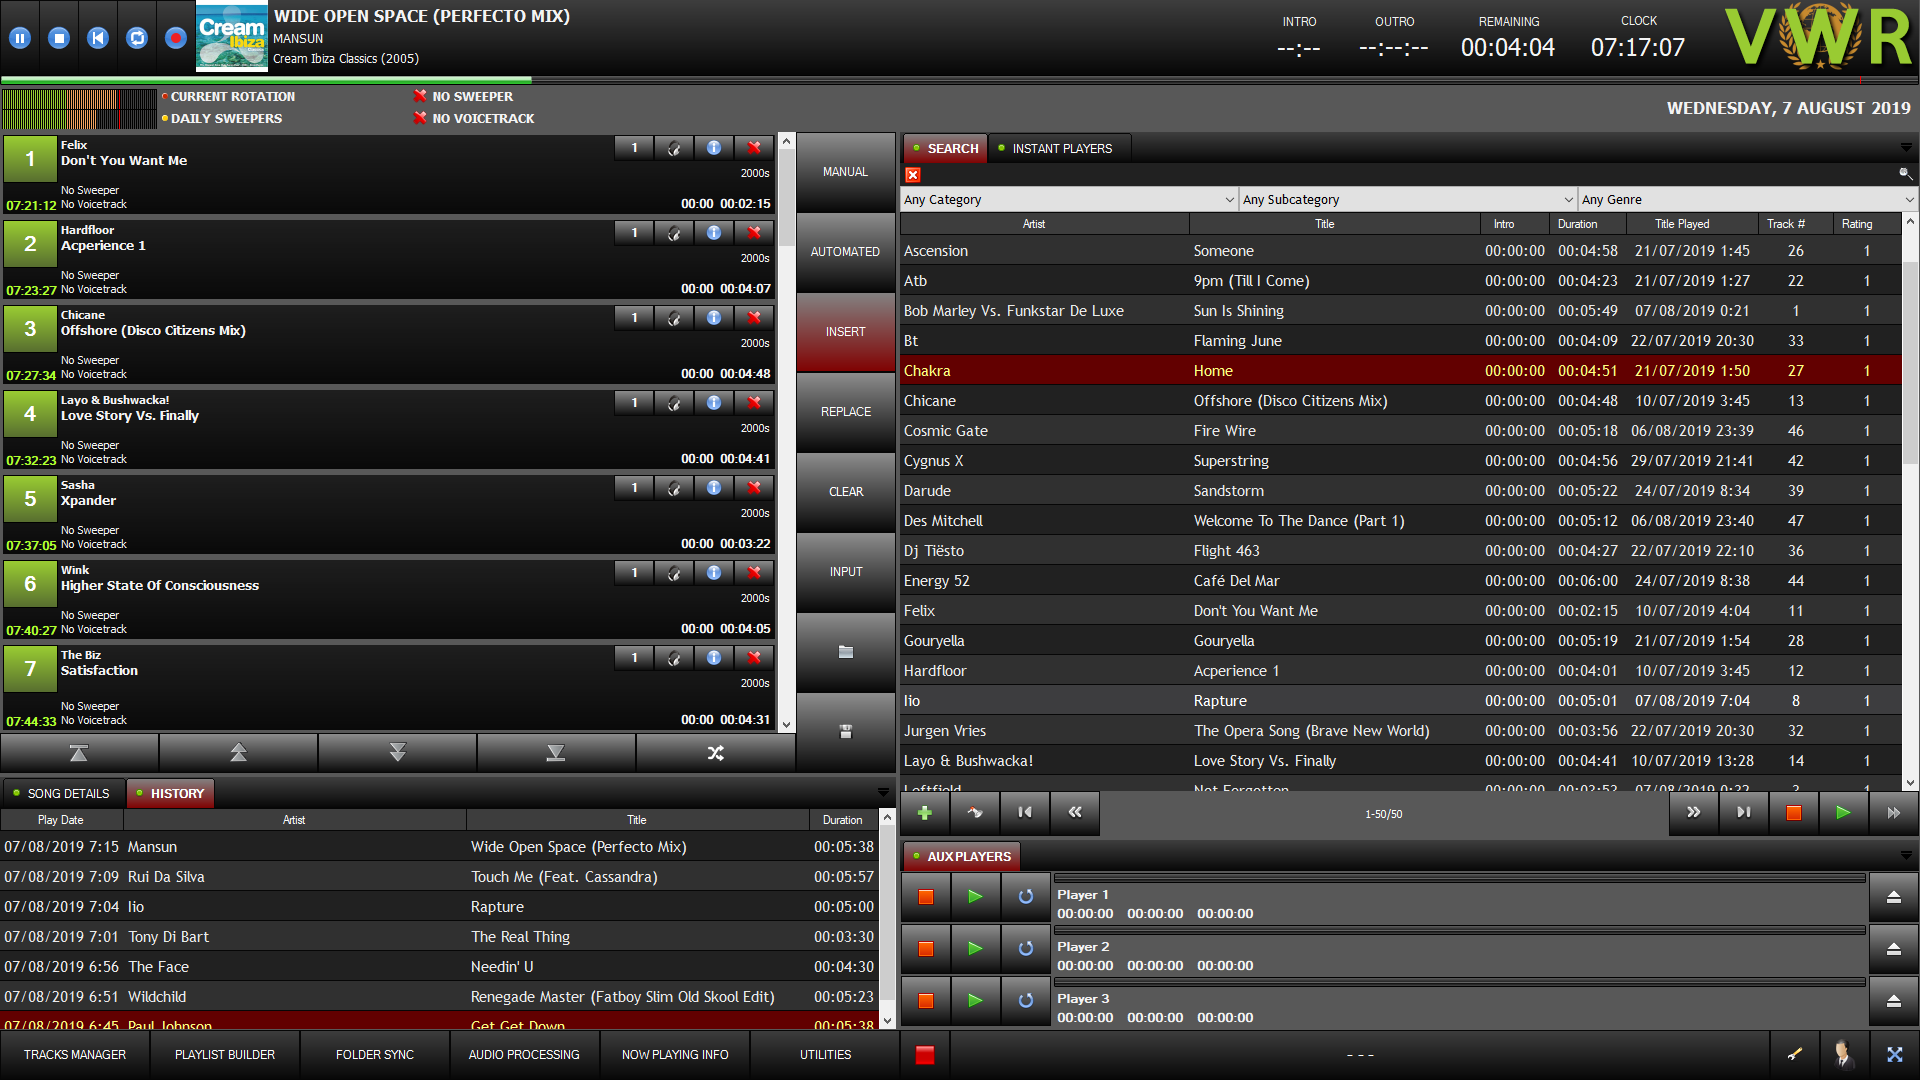 Cream
Ibiza
WIDE OPEN SPACE (PERFECTO MIX)
MANSUN
Cream Ibiza Classics (2005)
INTRO OUTRO REMAINING CLOCK
--:-- --:--:-- 00:04:04 07:17:07
VWR
CURRENT ROTATION
DAILY SWEEPERS
NO SWEEPER
NO VOICETRACK
WEDNESDAY, 7 AUGUST 2019
1 Felix 1
Don't You Want Me
2000s
No Sweeper
07:21:12 No Voicetrack 00:00 00:02:15
2 Hardfloor 1
Acperience 1
2000s
No Sweeper
07:23:27 No Voicetrack 00:00 00:04:07
3 Chicane 1
Offshore (Disco Citizens Mix)
2000s
No Sweeper
07:27:34 No Voicetrack 00:00 00:04:48
4 Layo & Bushwacka! 1
Love Story Vs. Finally
2000s
No Sweeper
07:32:23 No Voicetrack 00:00 00:04:41
5 Sasha 1
Xpander
2000s
No Sweeper
07:37:05 No Voicetrack 00:00 00:03:22
6 Wink 1
Higher State Of Consciousness
2000s
No Sweeper
07:40:27 No Voicetrack 00:00 00:04:05
7 The Biz 1
Satisfaction
2000s
No Sweeper
07:44:33 No Voicetrack 00:00 00:04:31
MANUAL
AUTOMATED
INSERT
REPLACE
CLEAR
INPUT
SEARCH INSTANT PLAYERS
Any Category Any Subcategory Any Genre
Artist Title Intro Duration Title Played Track # Rating
Ascension Someone 00:00:00 00:04:58 21/07/2019 1:45 26 1
Atb 9pm (Till I Come) 00:00:00 00:04:23 21/07/2019 1:27 22 1
Bob Marley Vs. Funkstar De Luxe Sun Is Shining 00:00:00 00:05:49 07/08/2019 0:21 1 1
Bt Flaming June 00:00:00 00:04:09 22/07/2019 20:30 33 1
Chakra Home 00:00:00 00:04:51 21/07/2019 1:50 27 1
Chicane Offshore (Disco Citizens Mix) 00:00:00 00:04:48 10/07/2019 3:45 13 1
Cosmic Gate Fire Wire 00:00:00 00:05:18 06/08/2019 23:39 46 1
Cygnus X Superstring 00:00:00 00:04:56 29/07/2019 21:41 42 1
Darude Sandstorm 00:00:00 00:05:22 24/07/2019 8:34 39 1
Des Mitchell Welcome To The Dance (Part 1) 00:00:00 00:05:12 06/08/2019 23:40 47 1
Dj Tiësto Flight 463 00:00:00 00:04:27 22/07/2019 22:10 36 1
Energy 52 Café Del Mar 00:00:00 00:06:00 24/07/2019 8:38 44 1
Felix Don't You Want Me 00:00:00 00:02:15 10/07/2019 4:04 11 1
Gouryella Gouryella 00:00:00 00:05:19 21/07/2019 1:54 28 1
Hardfloor Acperience 1 00:00:00 00:04:01 10/07/2019 3:45 12 1
Iio Rapture 00:00:00 00:05:01 07/08/2019 7:04 8 1
Jurgen Vries The Opera Song (Brave New World) 00:00:00 00:03:56 22/07/2019 20:30 32 1
Layo & Bushwacka! Love Story Vs. Finally 00:00:00 00:04:41 10/07/2019 13:28 14 1
Leftfield Not Forgotten 00:00:00 00:03:53 07/08/2019 0:32 2 1
1-50/50
SONG DETAILS HISTORY
Play Date Artist Title Duration
07/08/2019 7:15 Mansun Wide Open Space (Perfecto Mix) 00:05:38
07/08/2019 7:09 Rui Da Silva Touch Me (Feat. Cassandra) 00:05:57
07/08/2019 7:04 Iio Rapture 00:05:00
07/08/2019 7:01 Tony Di Bart The Real Thing 00:03:30
07/08/2019 6:56 The Face Needin' U 00:04:30
07/08/2019 6:51 Wildchild Renegade Master (Fatboy Slim Old Skool Edit) 00:05:23
07/08/2019 6:45 Paul Johnson Get Get Down 00:05:38
AUX PLAYERS
Player 1
00:00:00 00:00:00 00:00:00
Player 2
00:00:00 00:00:00 00:00:00
Player 3
00:00:00 00:00:00 00:00:00
TRACKS MANAGER PLAYLIST BUILDER FOLDER SYNC AUDIO PROCESSING NOW PLAYING INFO UTILITIES
- - -